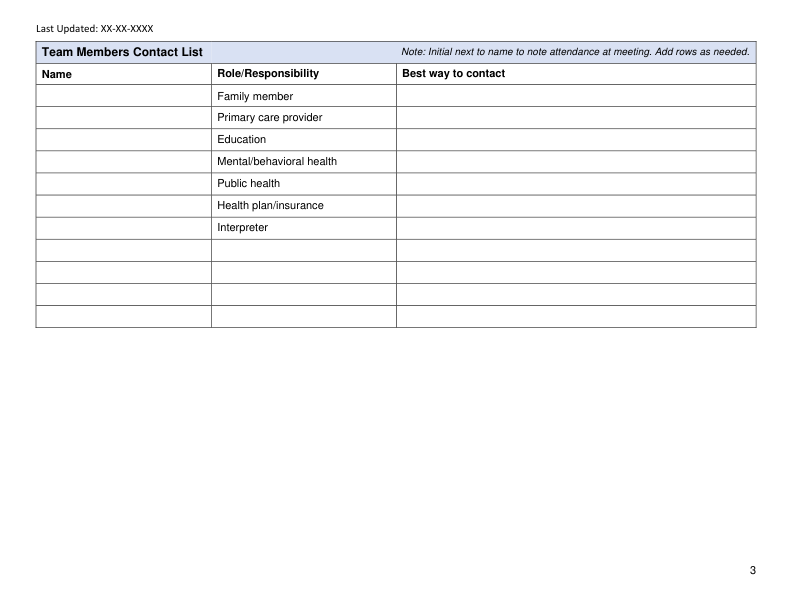 Last Updated: XX-XX-XXXX
Team Members Contact List Note: Initial next to name to note attendance at meeting. Add rows as needed.
Name Role/Responsibility Best way to contact
Family member
Primary care provider
Education
Mental/behavioral health
Public health
Health plan/insurance
Interpreter
3